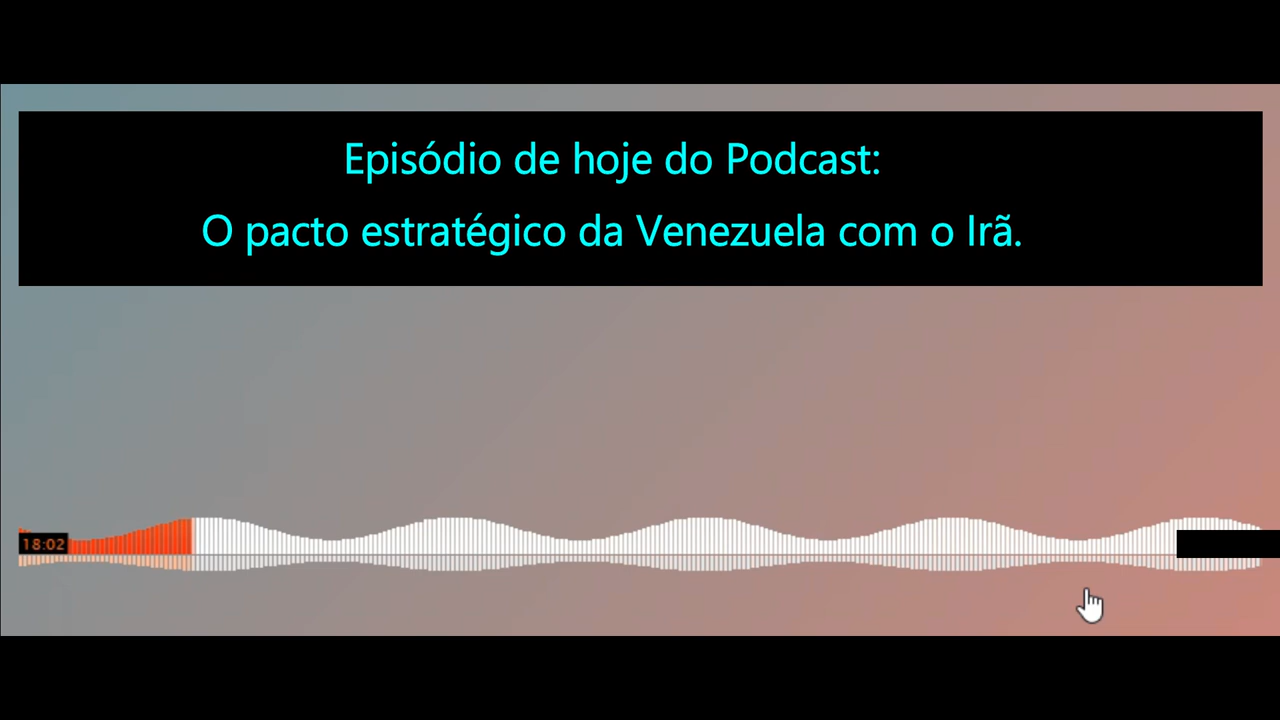 Episódio de hoje do Podcast:
O pacto estratégico da Venezuela com o Irã.
18:02